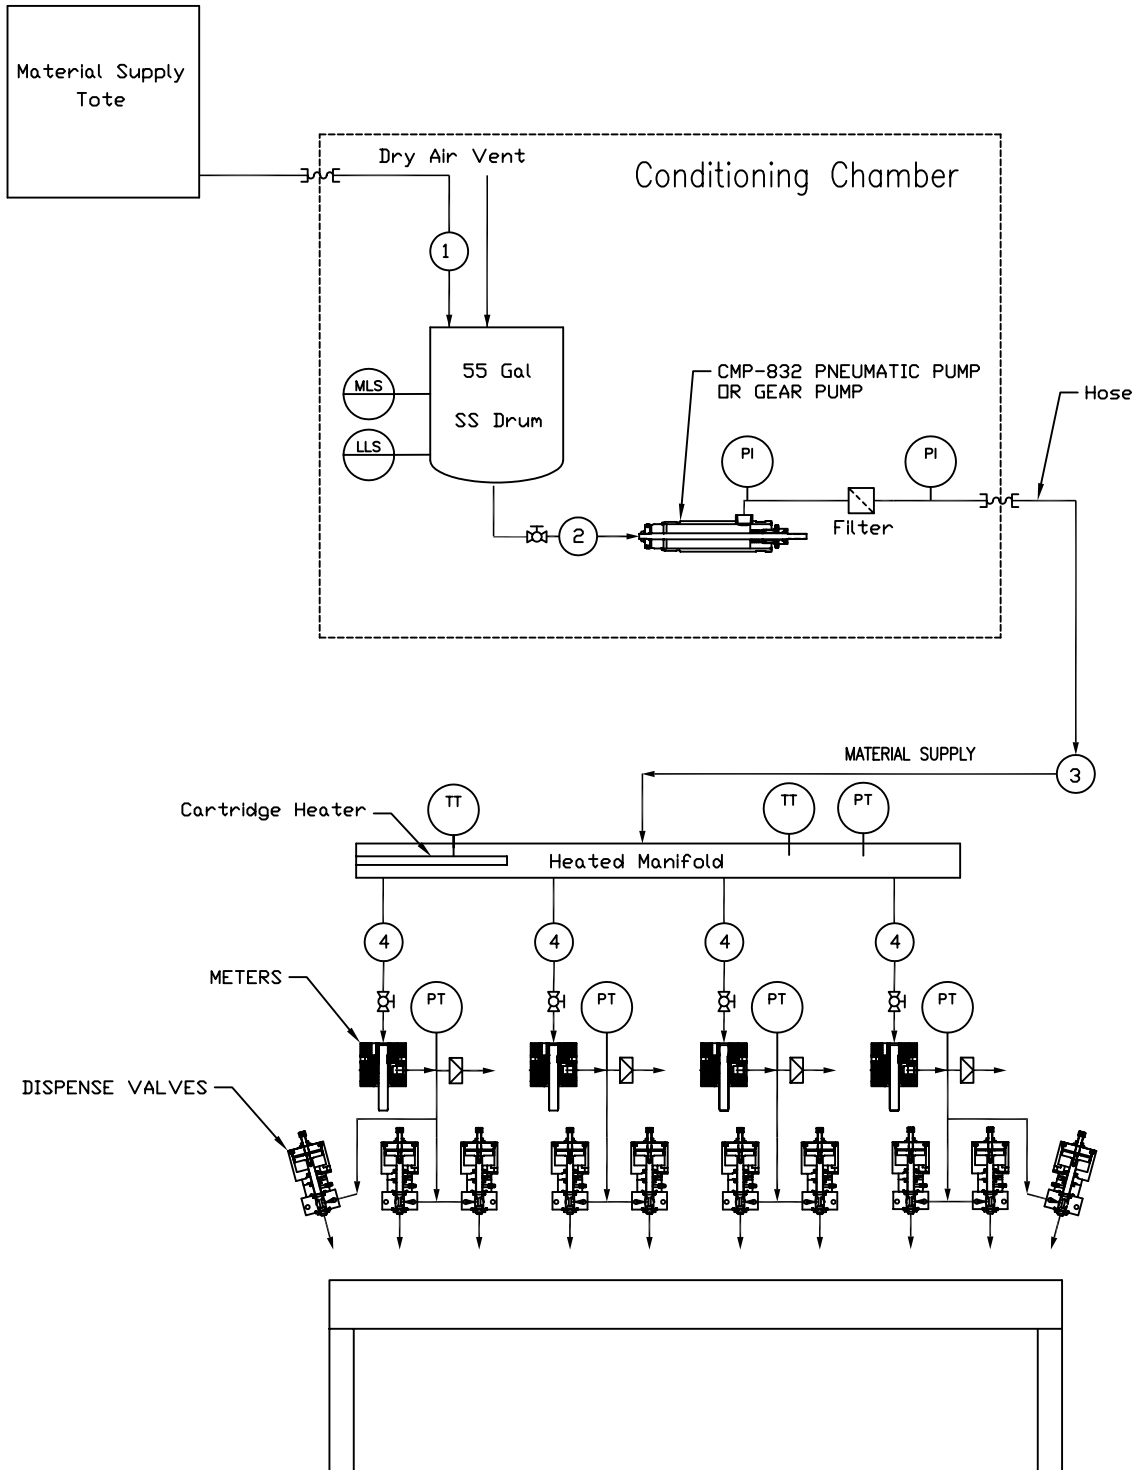 Material Supply
Tote
Dry Air Vent
Conditioning Chamber
1
55 Gal
SS Drum
MLS
LLS
CMP-832 PNEUMATIC PUMP
OR GEAR PUMP
Hose
PI
PI
Filter
2
MATERIAL SUPPLY
3
Cartridge Heater
TT
TT
PT
Heated Manifold
4
4
4
4
METERS
PT
PT
PT
PT
DISPENSE VALVES